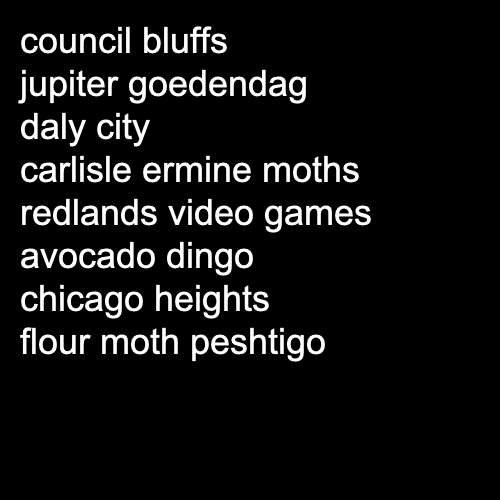 council bluffs
jupiter goedendag
daly city
carlisle ermine moths
redlands video games
avocado dingo
chicago heights
flour moth peshtigo